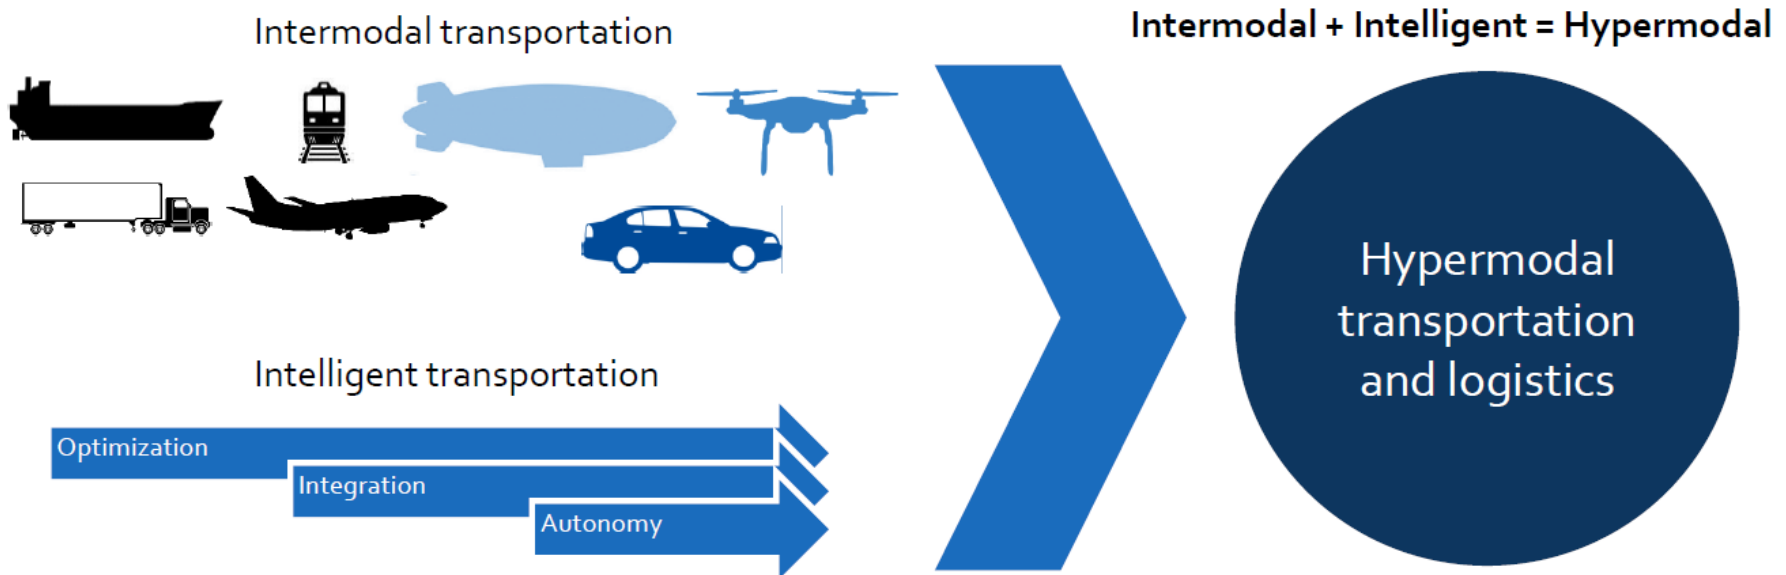 Intermodal transportation
Intermodal + Intelligent = Hypermodal
Hypermodal
transportation
and logistics
Intelligent transportation
Optimization
Integration
Autonomy